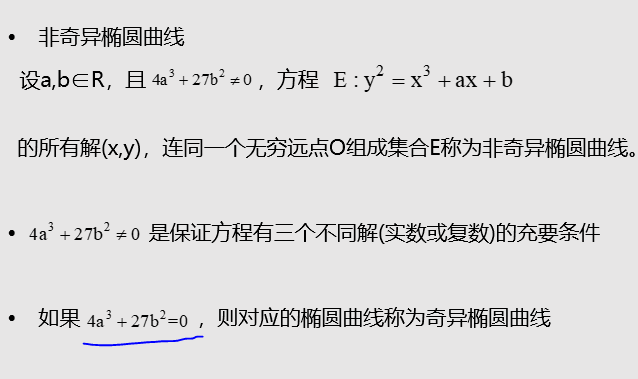 • 非奇异椭圆曲线
设a,b∈R，且 4a³ + 27b² ≠ 0 ，方程 E : y² = x³ + ax + b
的所有解(x,y)，连同一个无穷远点O组成集合E称为非奇异椭圆曲线。
• 4a³ + 27b² ≠ 0 是保证方程有三个不同解(实数或复数)的充要条件
• 如果 4a³ + 27b²=0 ，则对应的椭圆曲线称为奇异椭圆曲线